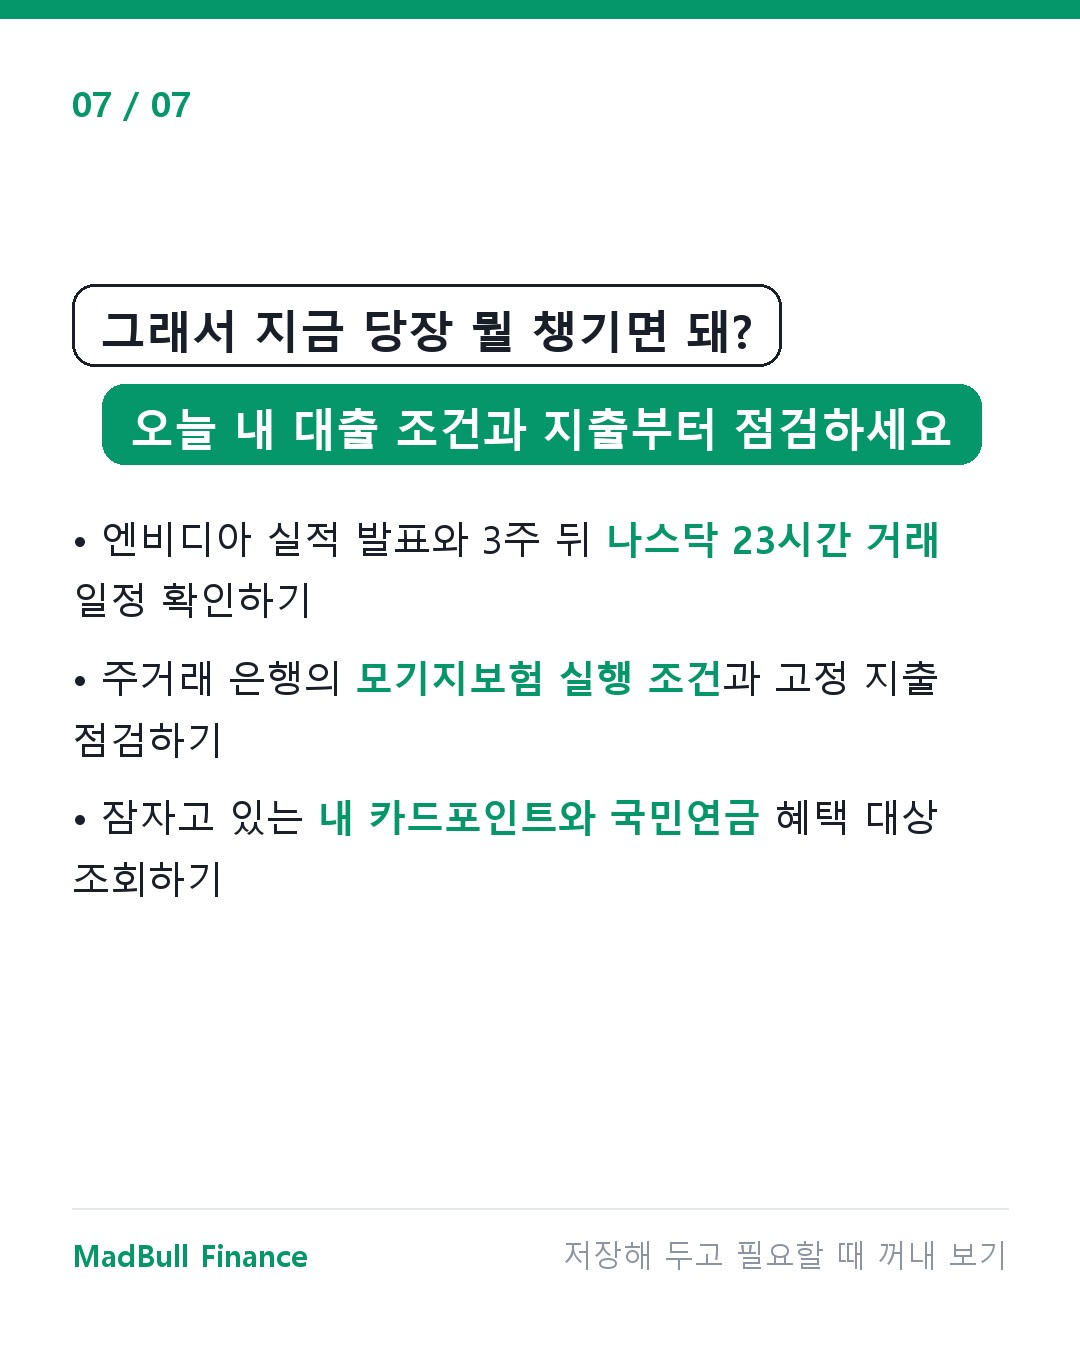 07 / 07
그래서 지금 당장 뭘 챙기면 돼?
오늘 내 대출 조건과 지출부터 점검하세요
• 엔비디아 실적 발표와 3주 뒤 나스닥 23시간 거래
일정 확인하기
• 주거래 은행의 모기지보험 실행 조건과 고정 지출
점검하기
• 잠자고 있는 내 카드포인트와 국민연금 혜택 대상
조회하기
MadBull Finance
저장해 두고 필요할 때 꺼내 보기